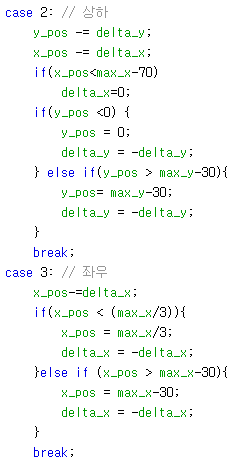 case 2: // 상하
y_pos -= delta_y;
x_pos -= delta_x;
if(x_pos<max_x-70)
delta_x=0;
if(y_pos <0) {
y_pos = 0;
delta_y = -delta_y;
} else if(y_pos > max_y-30){
y_pos= max_y-30;
delta_y = -delta_y;
}
break;
case 3: // 좌우
x_pos-=delta_x;
if(x_pos < (max_x/3)){
x_pos = max_x/3;
delta_x = -delta_x;
}else if (x_pos > max_x-30){
x_pos = max_x-30;
delta_x = -delta_x;
}
break;